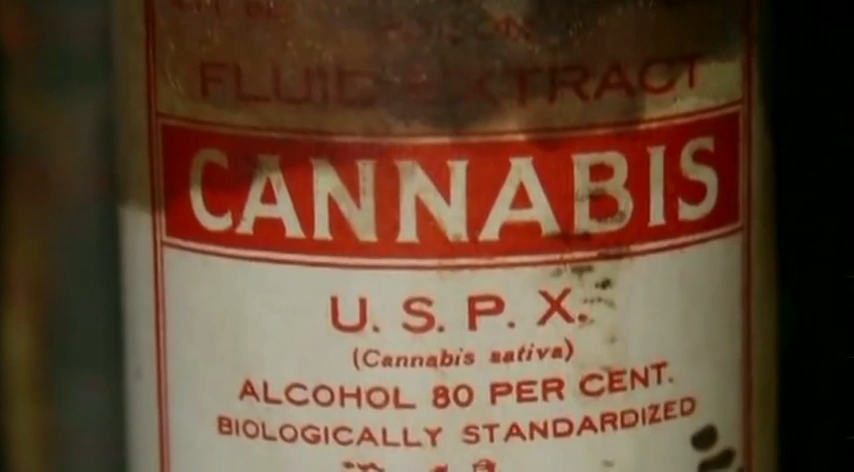 FLUID EXTRACT
CANNABIS
U. S. P. X.
(Cannabis sativa)
ALCOHOL 80 PER CENT.
BIOLOGICALLY STANDARDIZED